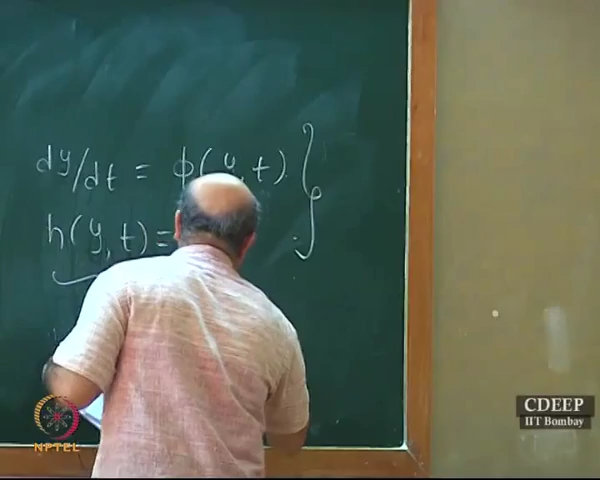 dy/dt = φ(y, t)
h(y, t) =
NPTEL
CDEEP
IIT Bombay